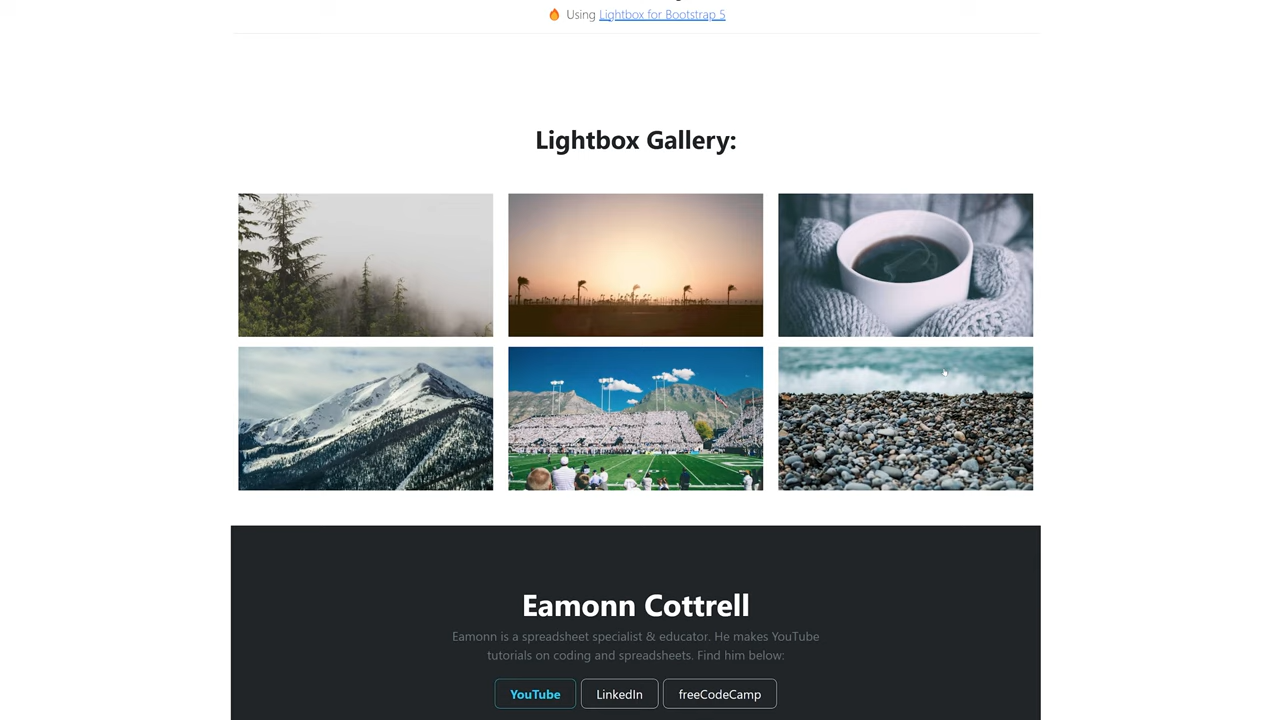 Using Lightbox for Bootstrap 5
Lightbox Gallery:
Eamonn Cottrell
Eamonn is a spreadsheet specialist & educator. He makes YouTube
tutorials on coding and spreadsheets. Find him below:
YouTube LinkedIn freeCodeCamp